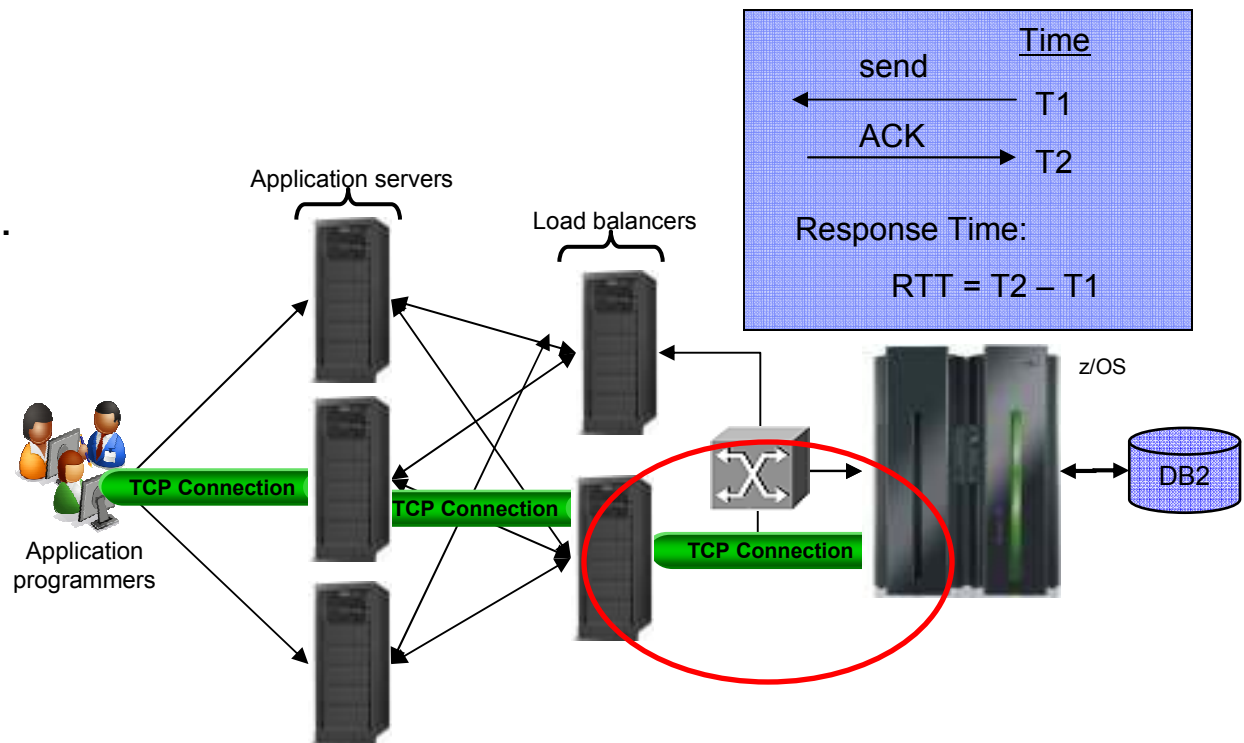 Time
send
T1
ACK
T2
Response Time:
RTT = T2 – T1
Application servers
.
Load balancers
z/OS
DB2
TCP Connection
TCP Connection
TCP Connection
Application
programmers